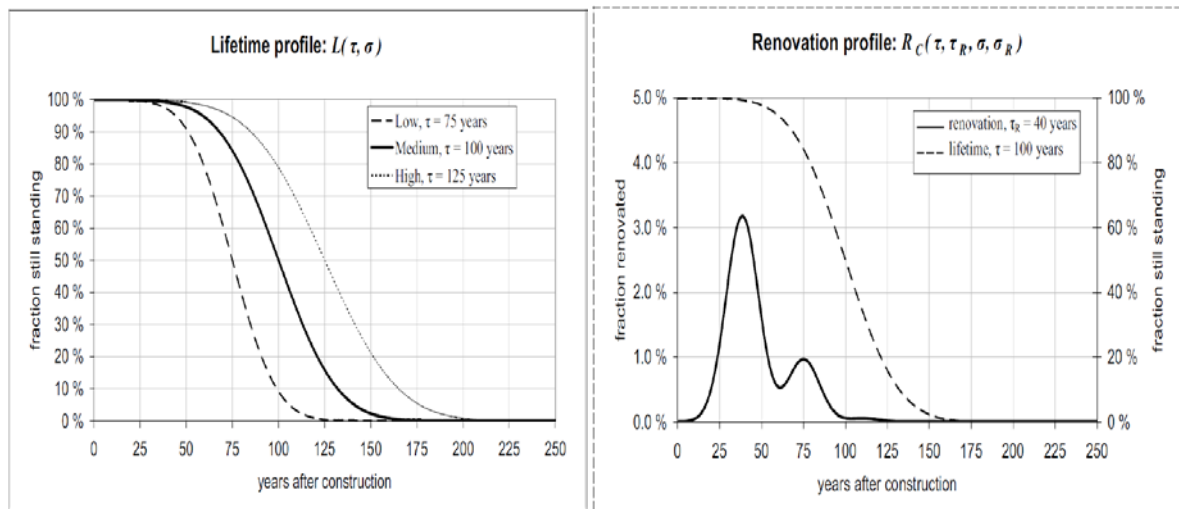 Lifetime profile: L(τ, σ)
100 %
90 %
80 %
70 %
60 %
50 %
40 %
30 %
20 %
10 %
0 %
fraction still standing
Low, τ = 75 years
Medium, τ = 100 years
High, τ = 125 years
0 25 50 75 100 125 150 175 200 225 250
years after construction
Renovation profile: R_C(τ, τ_R, σ, σ_R)
5.0 %
4.0 %
3.0 %
2.0 %
1.0 %
0.0 %
fraction renovated
renovation, τ_R = 40 years
lifetime, τ = 100 years
100 %
80 %
60 %
40 %
20 %
0 %
fraction still standing
0 25 50 75 100 125 150 175 200 225 250
years after construction